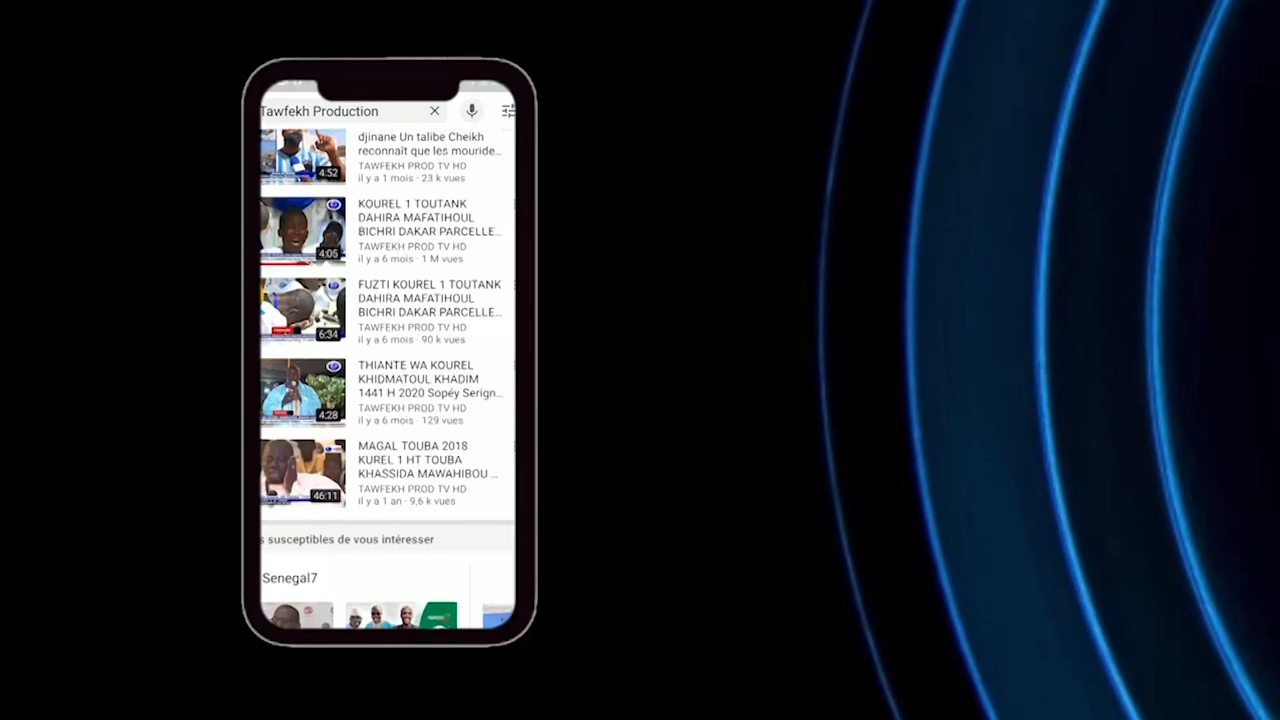 Tawfekh Production
djinane Un talibe Cheikh
reconnaît que les mouride...
TAWFEKH PROD TV HD
il y a 1 mois · 23 k vues
4:52
KOUREL 1 TOUTANK
DAHIRA MAFATIHOUL
BICHRI DAKAR PARCELLE...
TAWFEKH PROD TV HD
il y a 6 mois · 1 M vues
4:05
FUZTI KOUREL 1 TOUTANK
DAHIRA MAFATIHOUL
BICHRI DAKAR PARCELLE...
TAWFEKH PROD TV HD
il y a 6 mois · 90 k vues
6:34
THIANTE WA KOUREL
KHIDMATOUL KHADIM
1441 H 2020 Sopéy Serign...
TAWFEKH PROD TV HD
il y a 6 mois · 129 vues
4:28
MAGAL TOUBA 2018
KUREL 1 HT TOUBA
KHASSIDA MAWAHIBOU ...
TAWFEKH PROD TV HD
il y a 1 an · 9,6 k vues
46:11
s susceptibles de vous intéresser
Senegal7